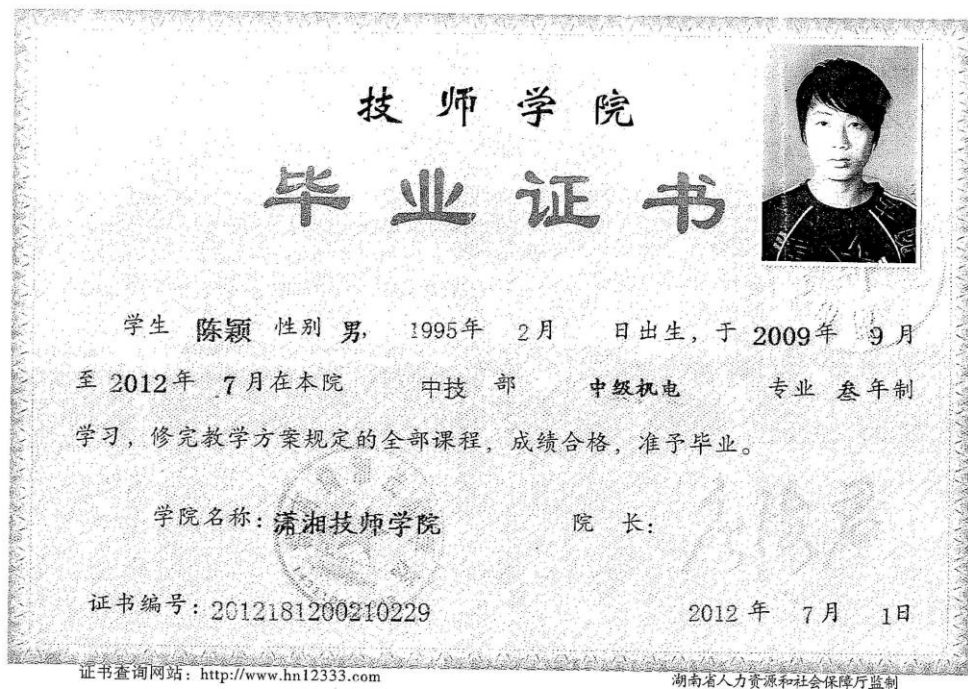 技师学院
毕业证书
学生 陈颖 性别 男, 1995年 2月 日出生，于 2009年 9月
至 2012年 7月在本院 中技 部 中级机电 专业 叁年制
学习，修完教学方案规定的全部课程，成绩合格，准予毕业。
学院名称：潇湘技师学院 院 长：
证书编号：2012181200210229 2012 年 7月 1日
证书查询网站：http://www.hn12333.com 湖南省人力资源和社会保障厅监制